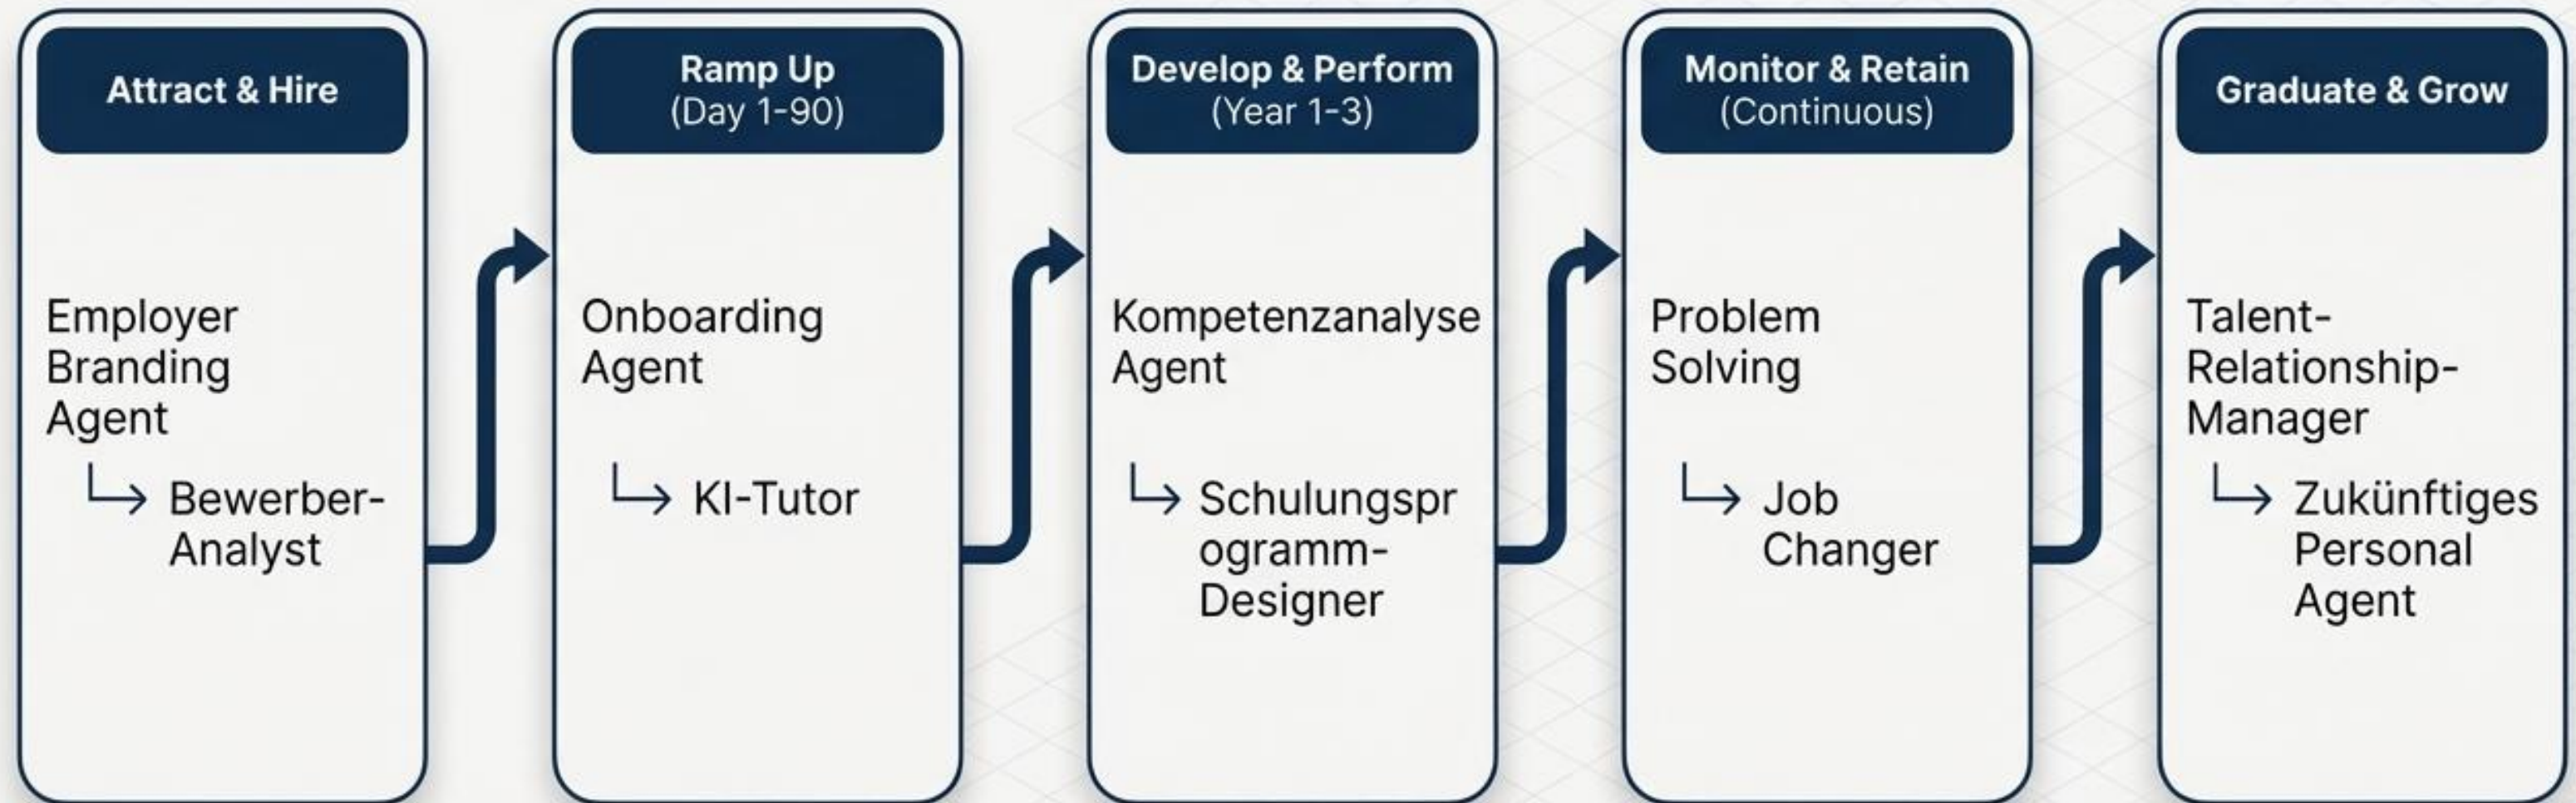 Attract & Hire
Employer
Branding
Agent
Bewerber-
Analyst
Ramp Up
(Day 1-90)
Onboarding
Agent
KI-Tutor
Develop & Perform
(Year 1-3)
Kompetenzanalyse
Agent
Schulungspr
ogramm-
Designer
Monitor & Retain
(Continuous)
Problem
Solving
Job
Changer
Graduate & Grow
Talent-
Relationship-
Manager
Zukünftiges
Personal
Agent